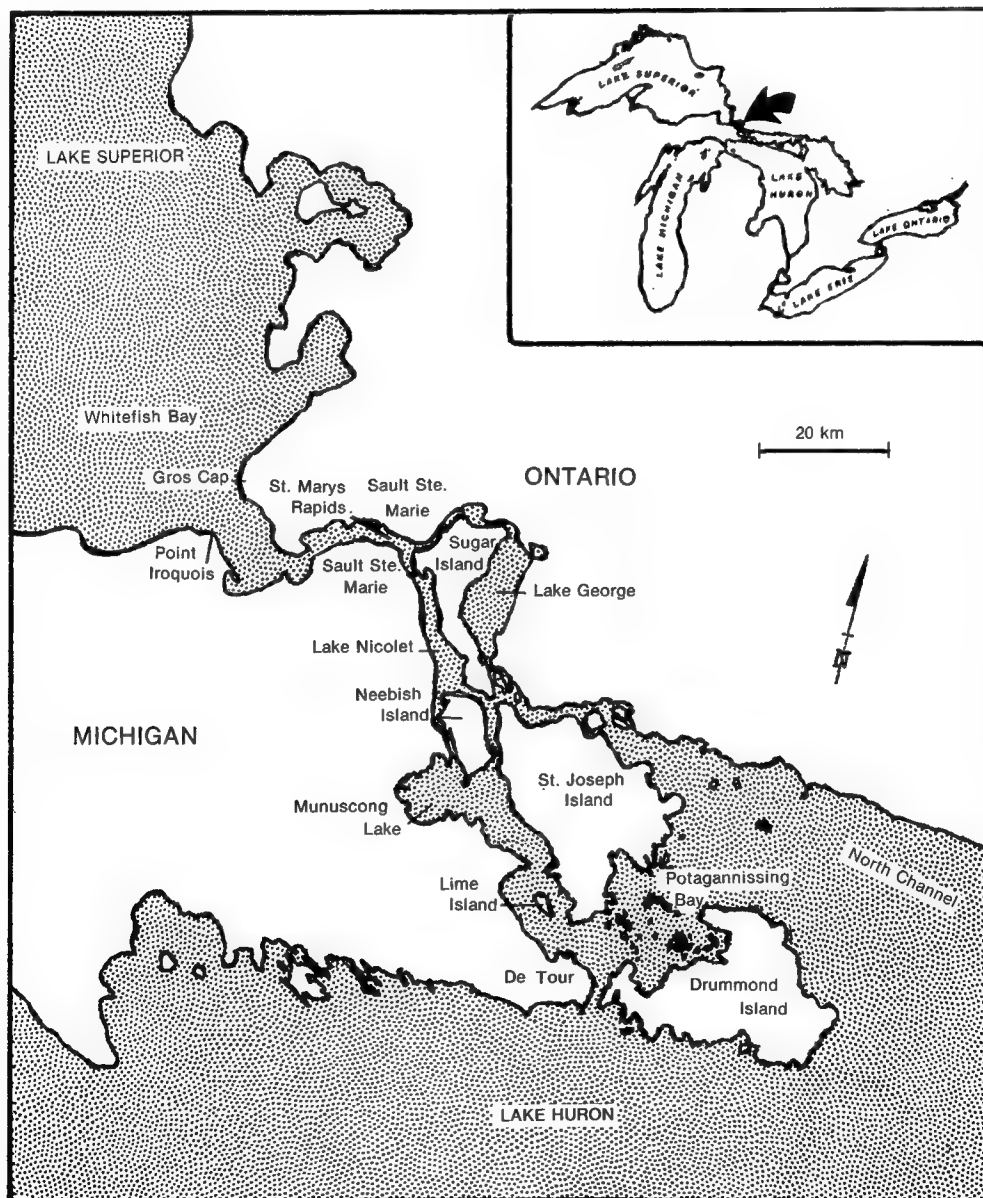 LAKE SUPERIOR
LAKE MICHIGAN
LAKE
HURON
LAKE ONTARIO
LAKE ERIE
LAKE SUPERIOR
Whitefish Bay
20 km
Gros Cap
St. Marys
Rapids
Sault Ste.
Marie
ONTARIO
Point
Iroquois
Sault Ste.
Marie
Sugar
Island
Lake George
Lake Nicolet
Neebish
Island
N
MICHIGAN
St. Joseph
Island
Munuscong
Lake
North Channel
Lime
Island
Potagannissing
Bay
De Tour
Drummond
Island
LAKE HURON